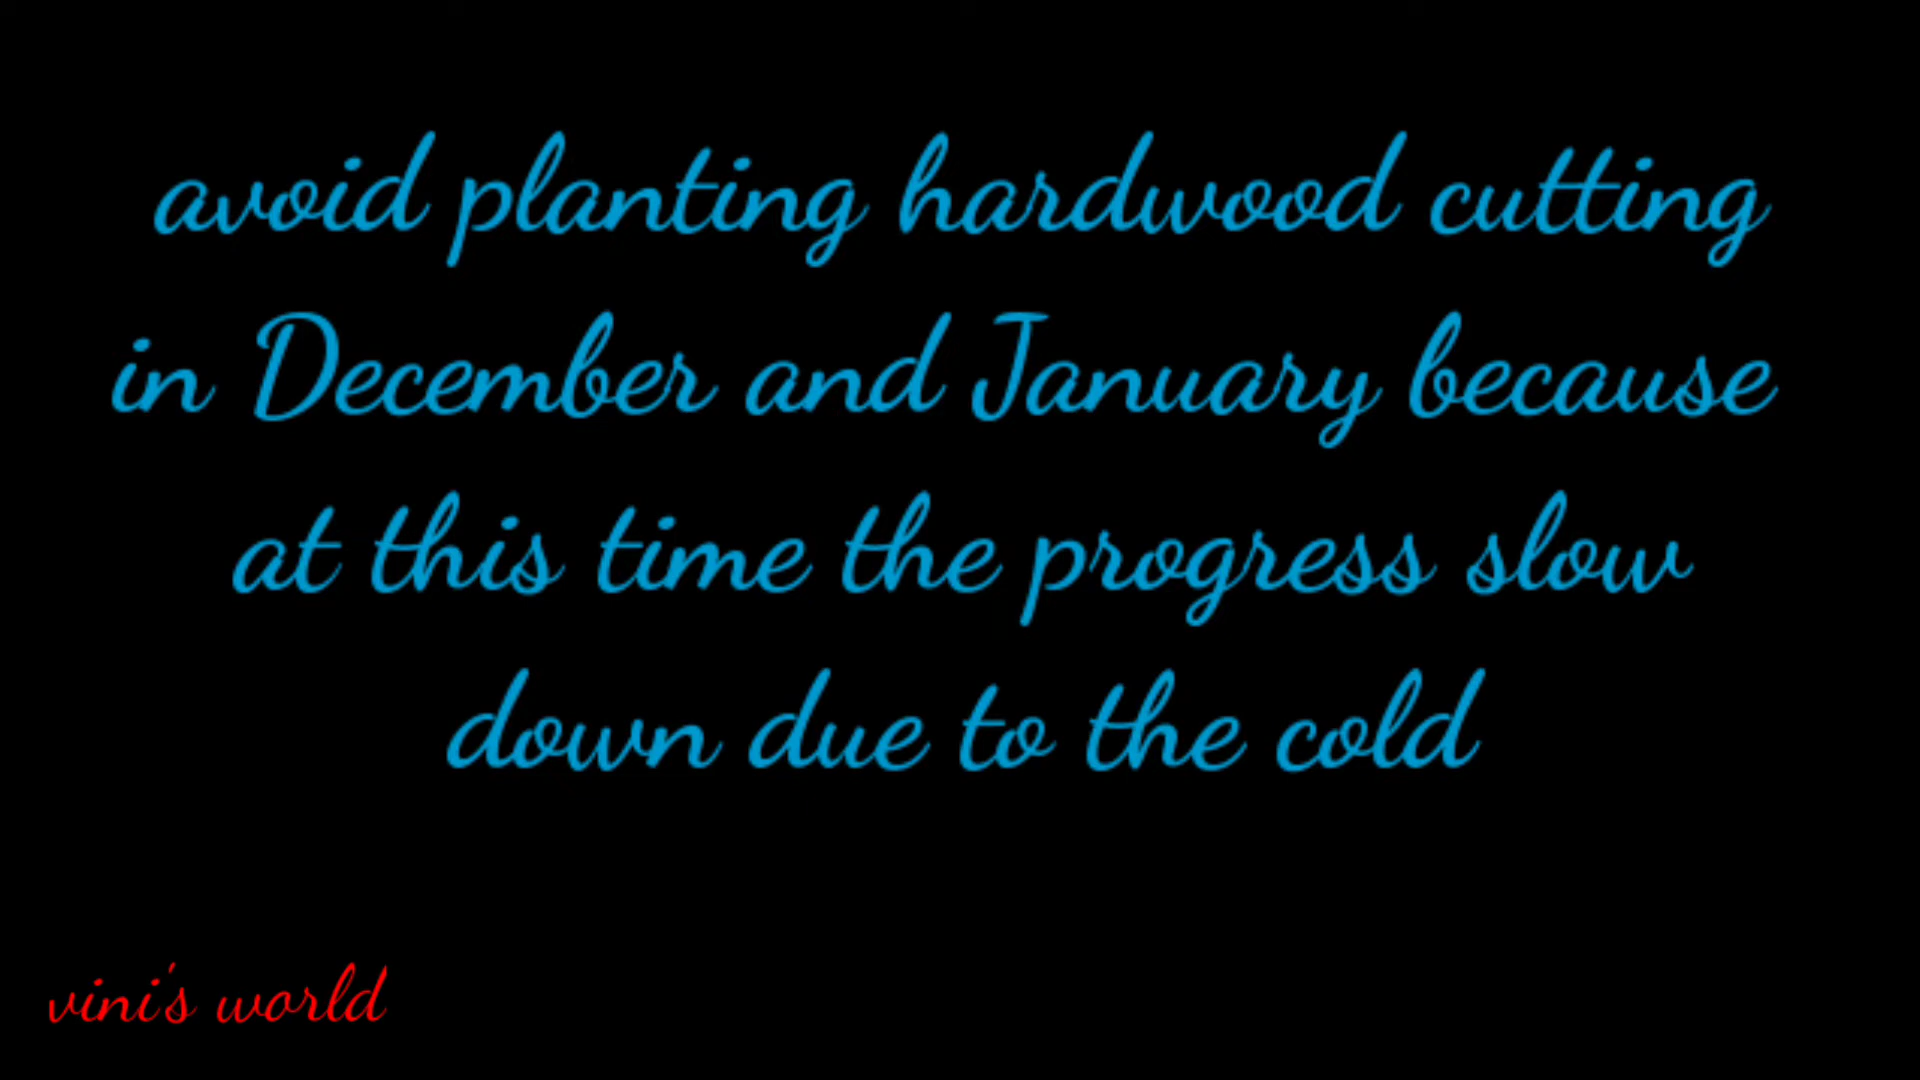 avoid planting hardwood cutting
in December and January because
at this time the progress slow
down due to the cold
vini's world